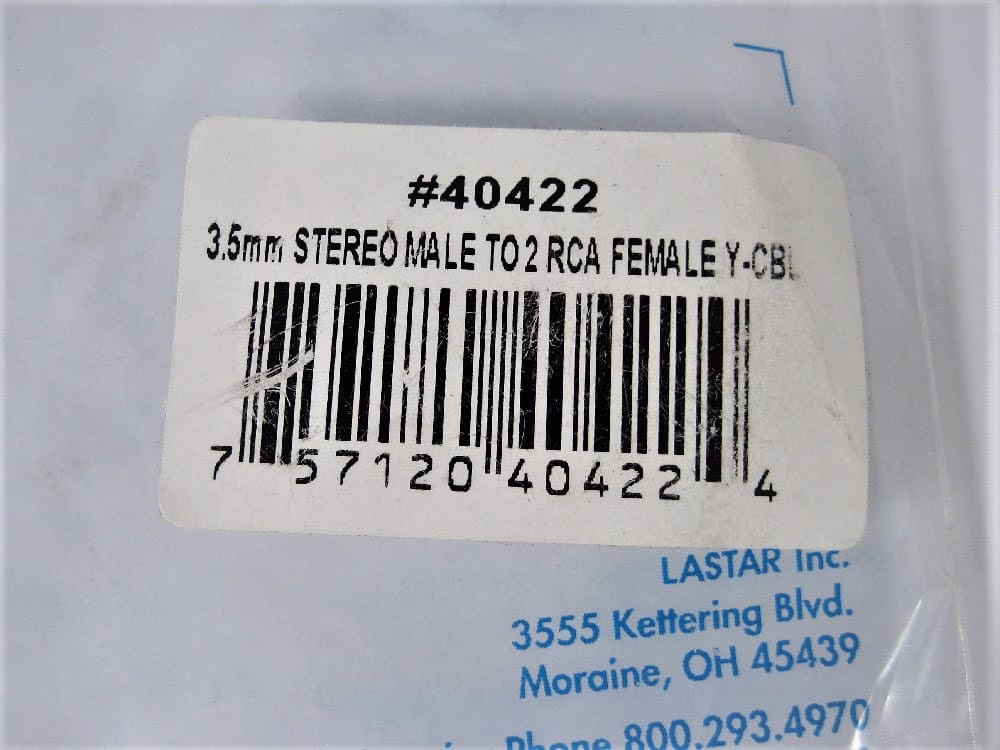 #40422
3.5mm STEREO MALE TO 2 RCA FEMALE Y-CBL
7 57120 40422 4
LASTAR Inc.
3555 Kettering Blvd.
Moraine, OH 45439
Phone 800.293.4970